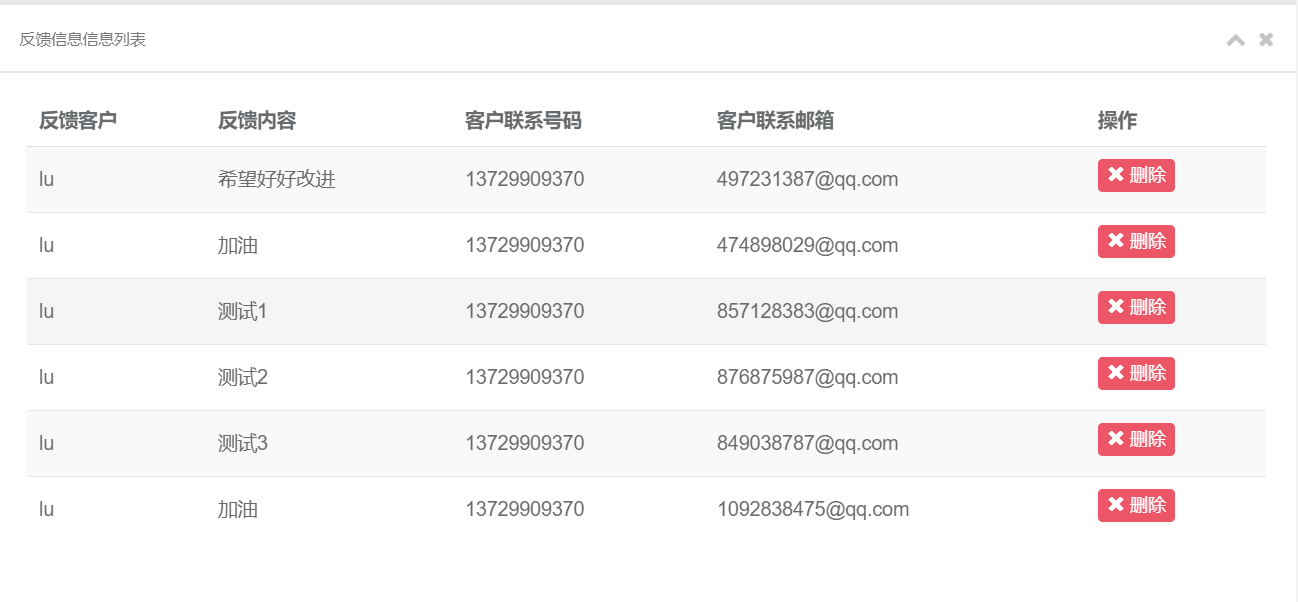 反馈信息信息列表
反馈客户 反馈内容 客户联系号码 客户联系邮箱 操作
lu 希望好好改进 13729909370 497231387@qq.com 删除
lu 加油 13729909370 474898029@qq.com 删除
lu 测试1 13729909370 857128383@qq.com 删除
lu 测试2 13729909370 876875987@qq.com 删除
lu 测试3 13729909370 849038787@qq.com 删除
lu 加油 13729909370 1092838475@qq.com 删除